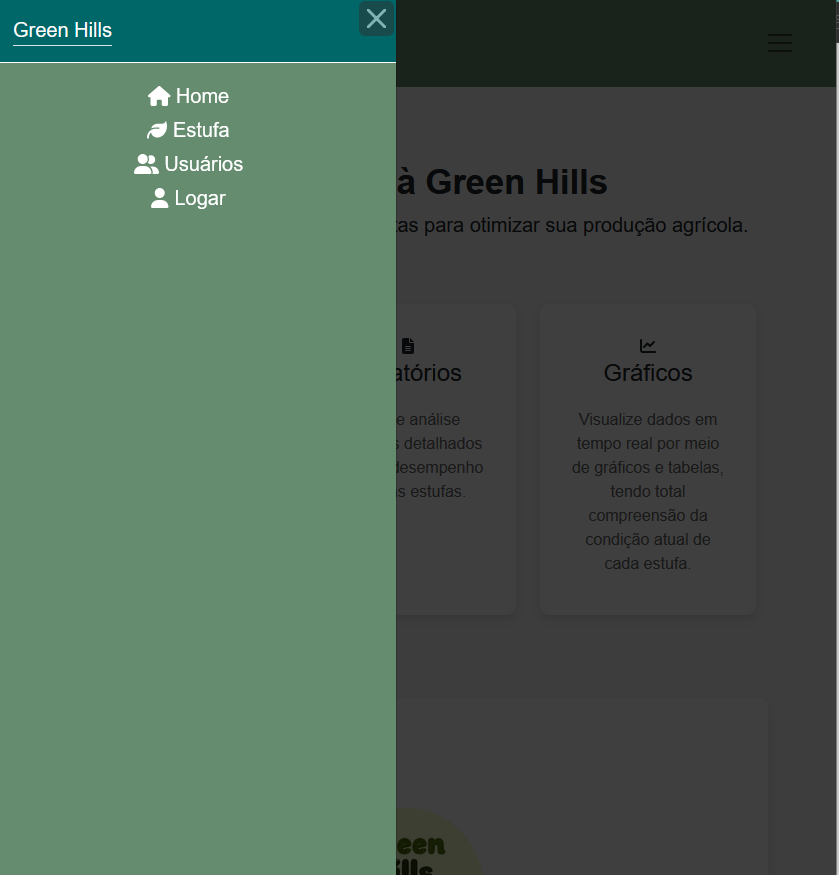 Green Hills
Home
Estufa
Usuários
Logar
à Green Hills
tas para otimizar sua produção agrícola.
atórios
e análise
s detalhados
desempenho
s estufas.
Gráficos
Visualize dados em
tempo real por meio
de gráficos e tabelas,
tendo total
compreensão da
condição atual de
cada estufa.
een
ills